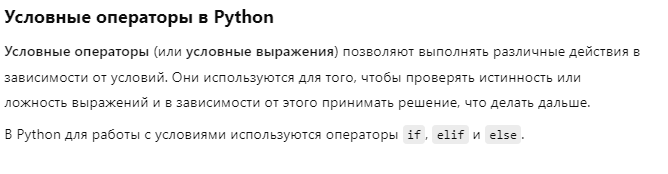 Условные операторы в Python
Условные операторы (или условные выражения) позволяют выполнять различные действия в
зависимости от условий. Они используются для того, чтобы проверять истинность или
ложность выражений и в зависимости от этого принимать решение, что делать дальше.
В Python для работы с условиями используются операторы if, elif и else.